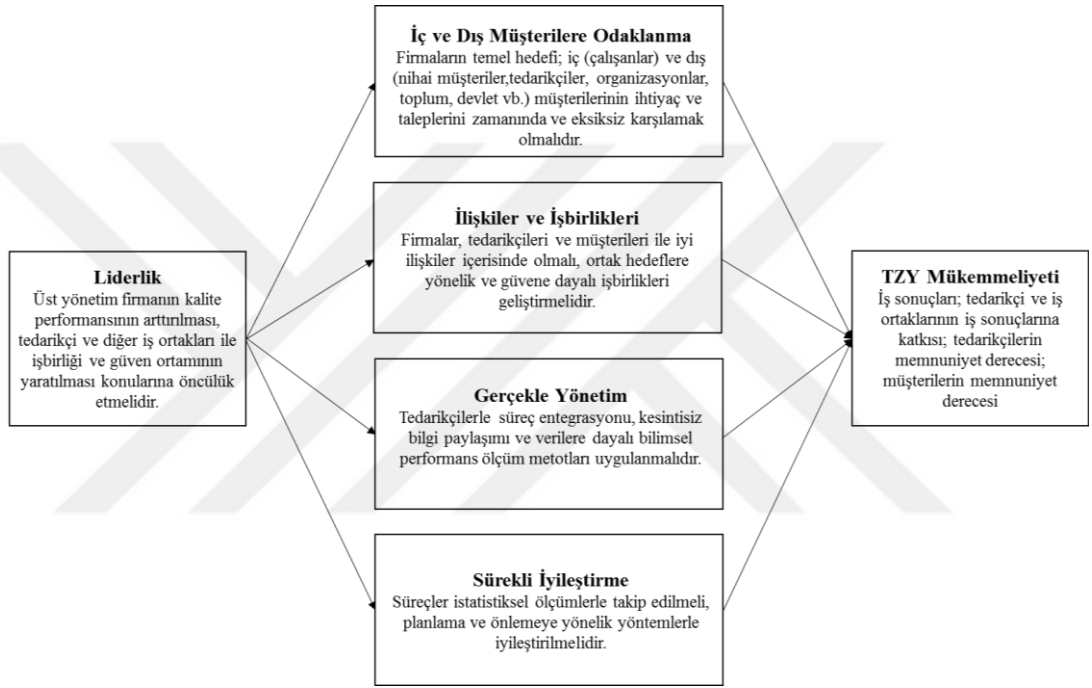 İç ve Dış Müşterilere Odaklanma
Firmaların temel hedefi; iç (çalışanlar) ve dış
(nihai müşteriler,tedarikçiler, organizasyonlar,
toplum, devlet vb.) müşterilerinin ihtiyaç ve
taleplerini zamanında ve eksiksiz karşılamak
olmalıdır.
İlişkiler ve İşbirlikleri
Firmalar, tedarikçileri ve müşterileri ile iyi
ilişkiler içerisinde olmalı, ortak hedeflere
yönelik ve güvene dayalı işbirlikleri
geliştirmelidir.
Liderlik
Üst yönetim firmanın kalite
performansının arttırılması,
tedarikçi ve diğer iş ortakları ile
işbirliği ve güven ortamının
yaratılması konularına öncülük
etmelidir.
TZY Mükemmeliyeti
İş sonuçları; tedarikçi ve iş
ortaklarının iş sonuçlarına
katkısı; tedarikçilerin
memnuniyet derecesi;
müşterilerin memnuniyet
derecesi
Gerçekle Yönetim
Tedarikçilerle süreç entegrasyonu, kesintisiz
bilgi paylaşımı ve verilere dayalı bilimsel
performans ölçüm metotları uygulanmalıdır.
Sürekli İyileştirme
Süreçler istatistiksel ölçümlerle takip edilmeli,
planlama ve önlemeye yönelik yöntemlerle
iyileştirilmelidir.